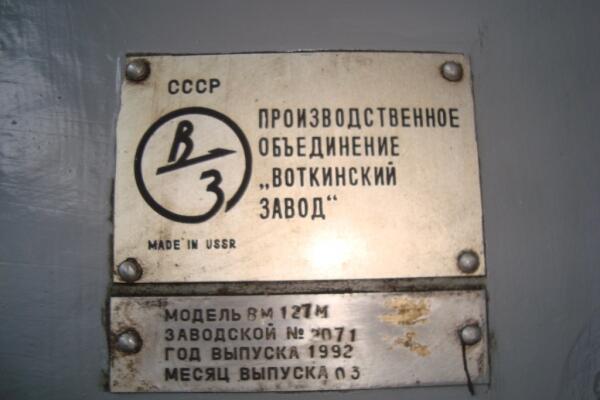 СССР
В
З
ПРОИЗВОДСТВЕННОЕ
ОБЪЕДИНЕНИЕ
„ВОТКИНСКИЙ
ЗАВОД“
MADE IN USSR
МОДЕЛЬ ВМ 127М
ЗАВОДСКОЙ №
ГОД ВЫПУСКА 1992
МЕСЯЦ ВЫПУСКА 03